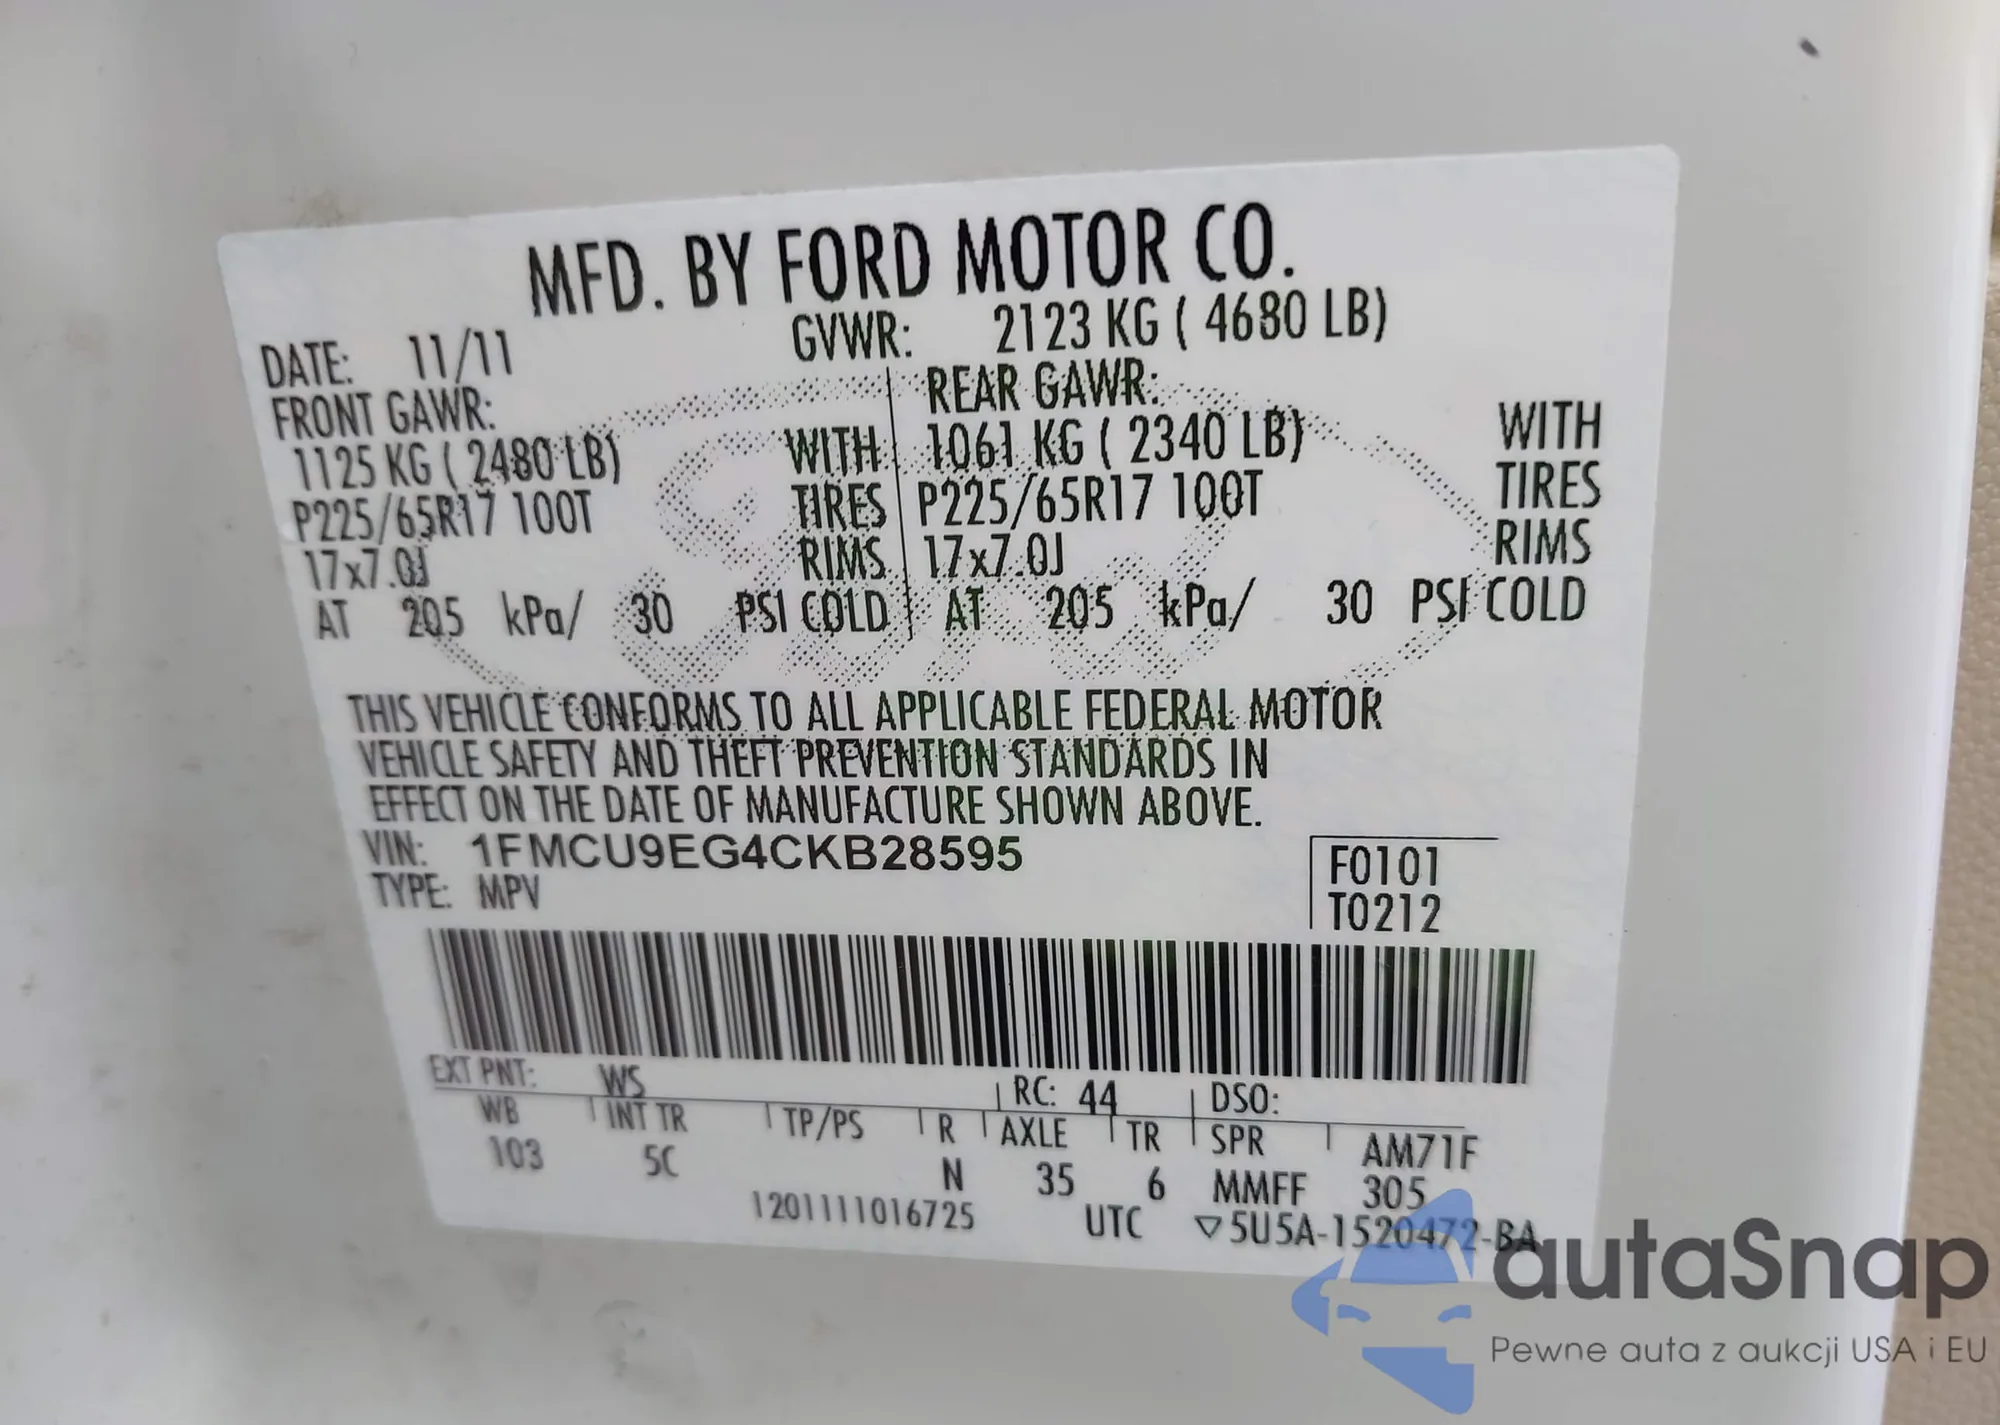 MFD. BY FORD MOTOR CO.
DATE: 11/11 GVWR: 2123 KG ( 4680 LB)
FRONT GAWR: REAR GAWR:
1125 KG ( 2480 LB) WITH 1061 KG ( 2340 LB) WITH
P225/65R17 100T TIRES P225/65R17 100T TIRES
17x7.0J RIMS 17x7.0J RIMS
AT 205 kPa/ 30 PSI COLD AT 205 kPa/ 30 PSI COLD
THIS VEHICLE CONFORMS TO ALL APPLICABLE FEDERAL MOTOR
VEHICLE SAFETY AND THEFT PREVENTION STANDARDS IN
EFFECT ON THE DATE OF MANUFACTURE SHOWN ABOVE.
VIN: 1FMCU9EG4CKB28595
TYPE: MPV
F0101
T0212
EXT PNT: WS RC: 44 DSO:
WB INT TR TP/PS R AXLE TR SPR AM71F
103 5C N 35 6 MMFF 305
1201111016725 UTC ▽5U5A-1520472-BA
autaSnap
Pewne auta z aukcji USA i EU